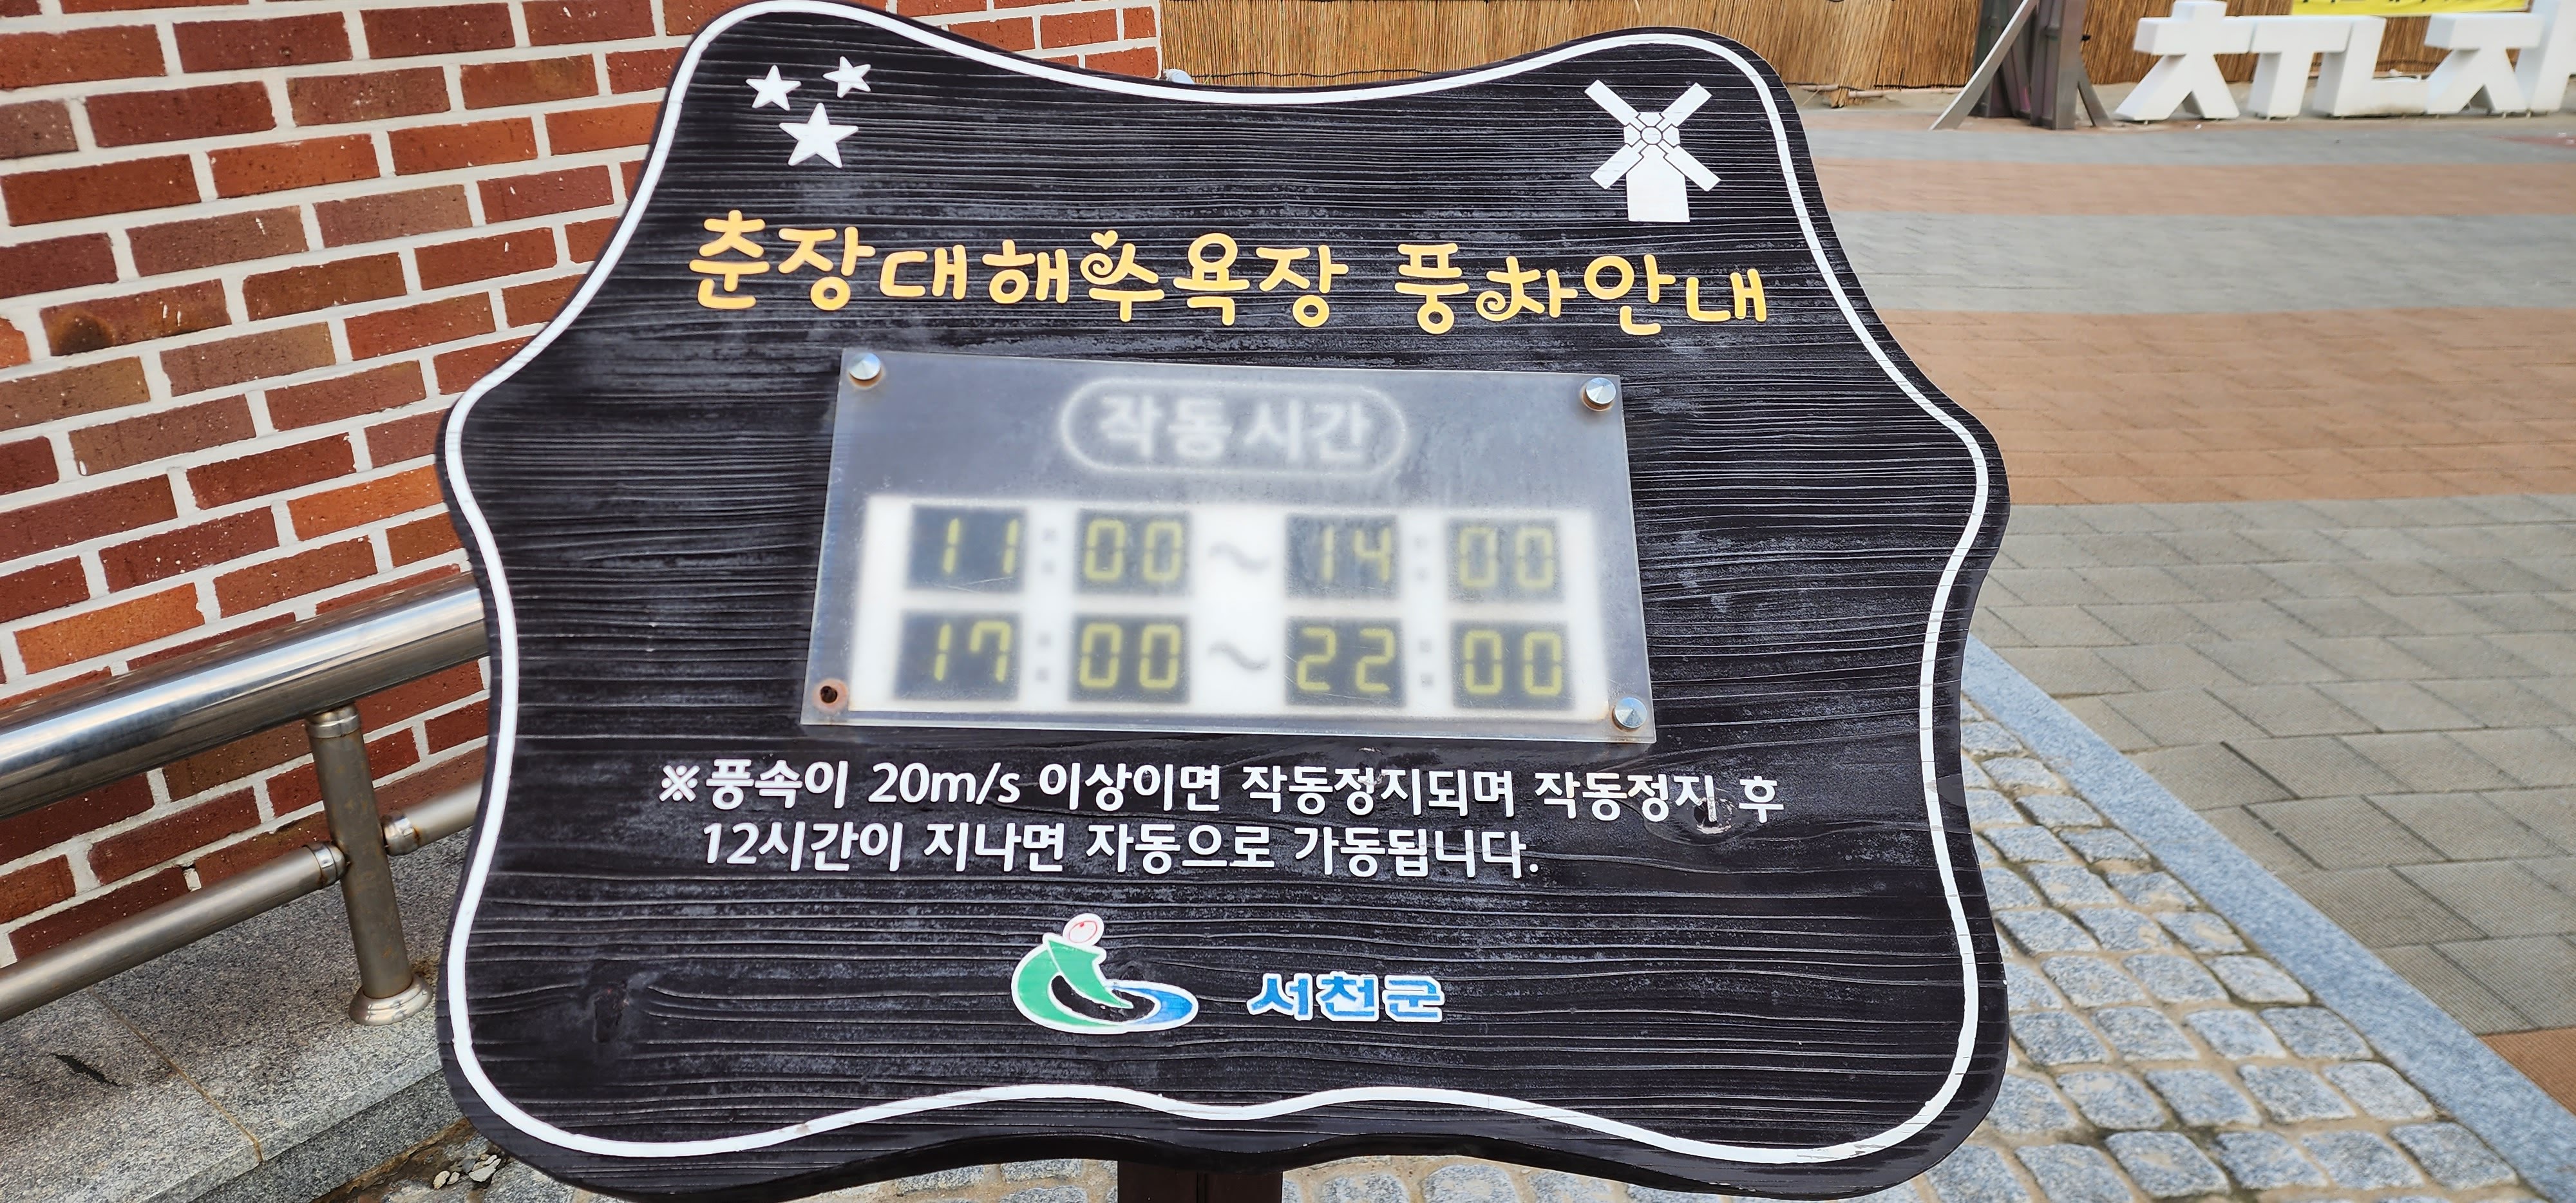 춘장대해수욕장 풍차안내
작동시간
11:00 ~ 14:00
17:00 ~ 22:00
※풍속이 20m/s 이상이면 작동정지되며 작동정지 후
12시간이 지나면 자동으로 가동됩니다.
서천군